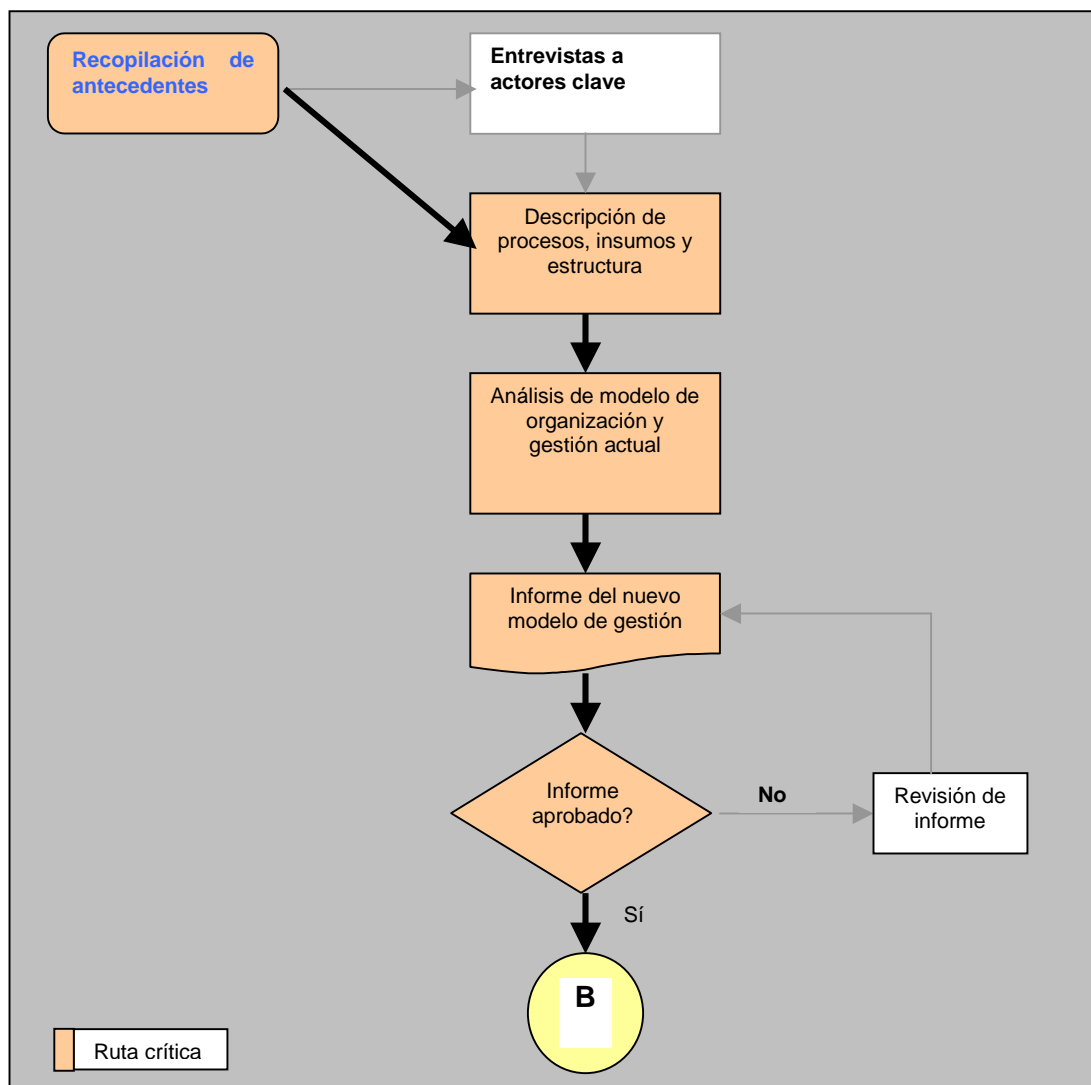 Recopilación de
antecedentes
Entrevistas a
actores clave
Descripción de
procesos, insumos y
estructura
Análisis de modelo de
organización y
gestión actual
Informe del nuevo
modelo de gestión
Informe
aprobado?
No
Revisión de
informe
Sí
B
Ruta crítica